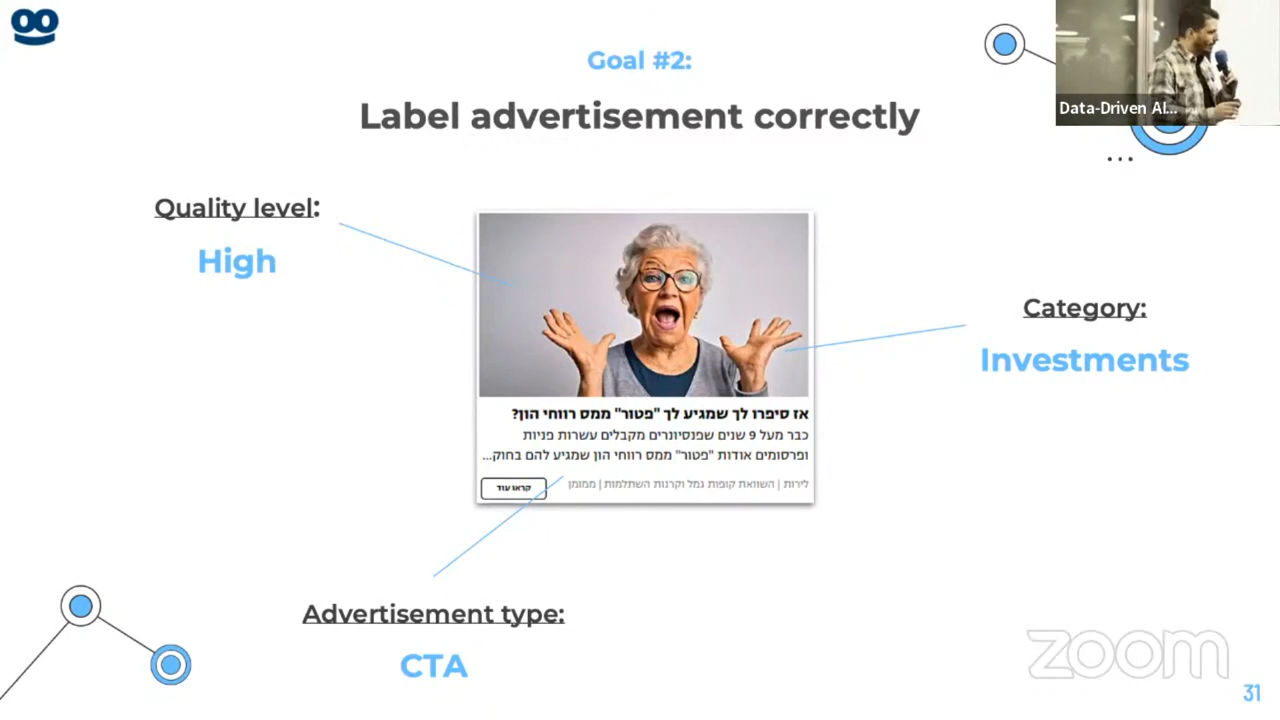 Goal #2:
Label advertisement correctly
Data-Driven AI...
...
Quality level:
High
Category:
Investments
אז סיפרו לך שמגיע לך "פטור" ממס רווחי הון?
כבר מעל 9 שנים שפנסיונרים מקבלים עשרות פניות
ופרסומים אודות "פטור" ממס רווחי הון שמגיע להם בחוק...
לירות | השוואת קופות גמל וקרנות השתלמות | ממומן
קראו עוד
Advertisement type:
CTA
zoom
31